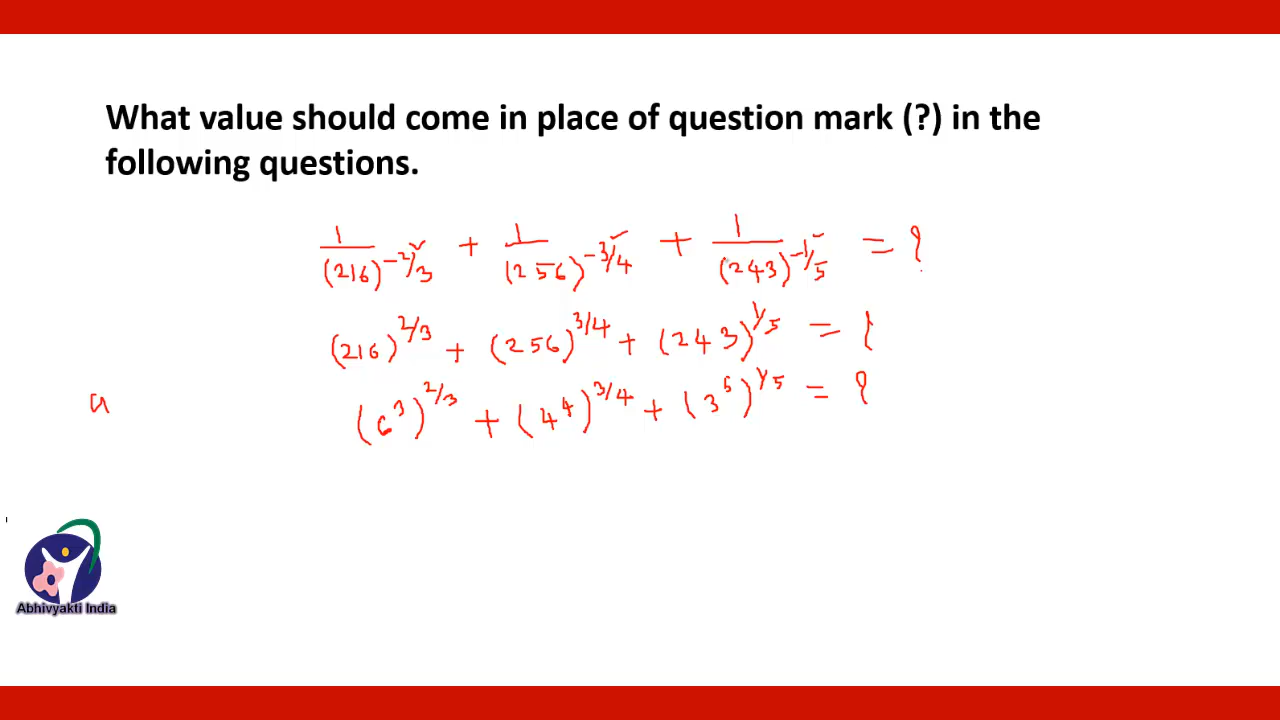 What value should come in place of question mark (?) in the
following questions.
1/(216)^-2/3 + 1/(256)^-3/4 + 1/(243)^-1/5 = ?
(216)^2/3 + (256)^3/4 + (243)^1/5 = ?
(6^3)^2/3 + (4^4)^3/4 + (3^5)^1/5 = ?
a
Abhivyakti India